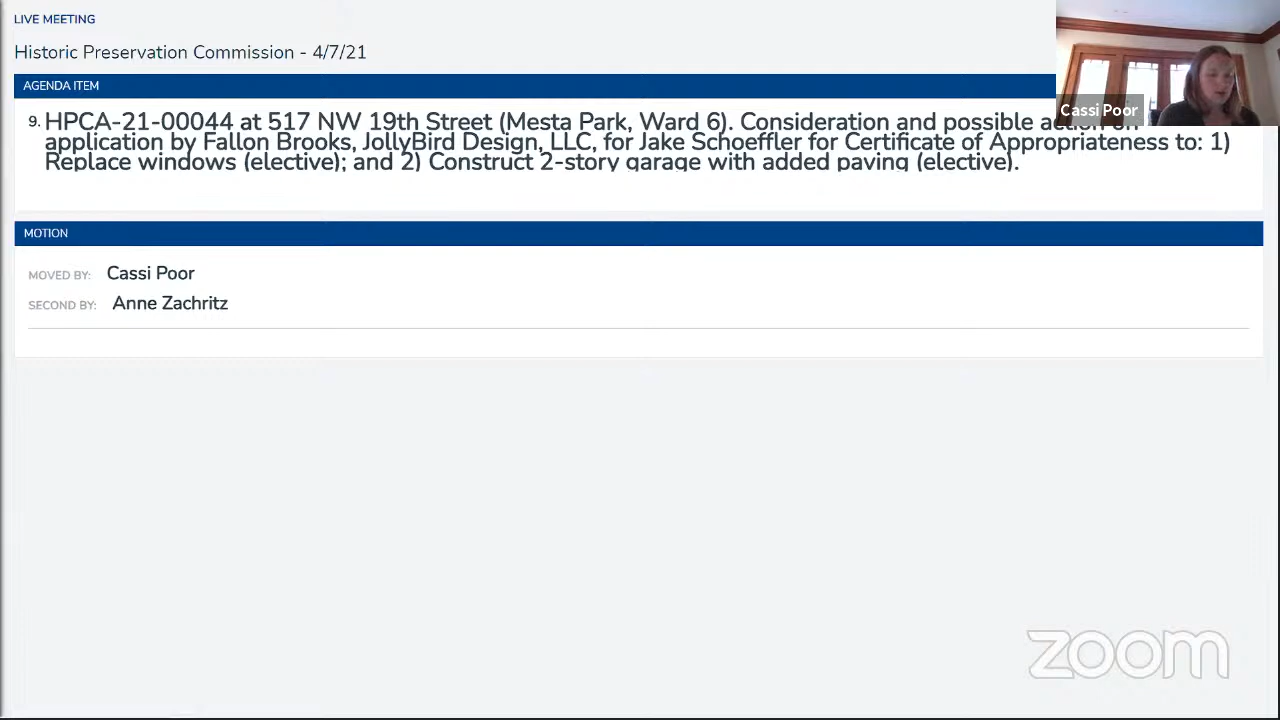 LIVE MEETING
Historic Preservation Commission - 4/7/21
AGENDA ITEM
Cassi Poor
9. HPCA-21-00044 at 517 NW 19th Street (Mesta Park, Ward 6). Consideration and possible action on
application by Fallon Brooks, JollyBird Design, LLC, for Jake Schoeffler for Certificate of Appropriateness to: 1)
Replace windows (elective); and 2) Construct 2-story garage with added paving (elective).
MOTION
MOVED BY: Cassi Poor
SECOND BY: Anne Zachritz
zoom